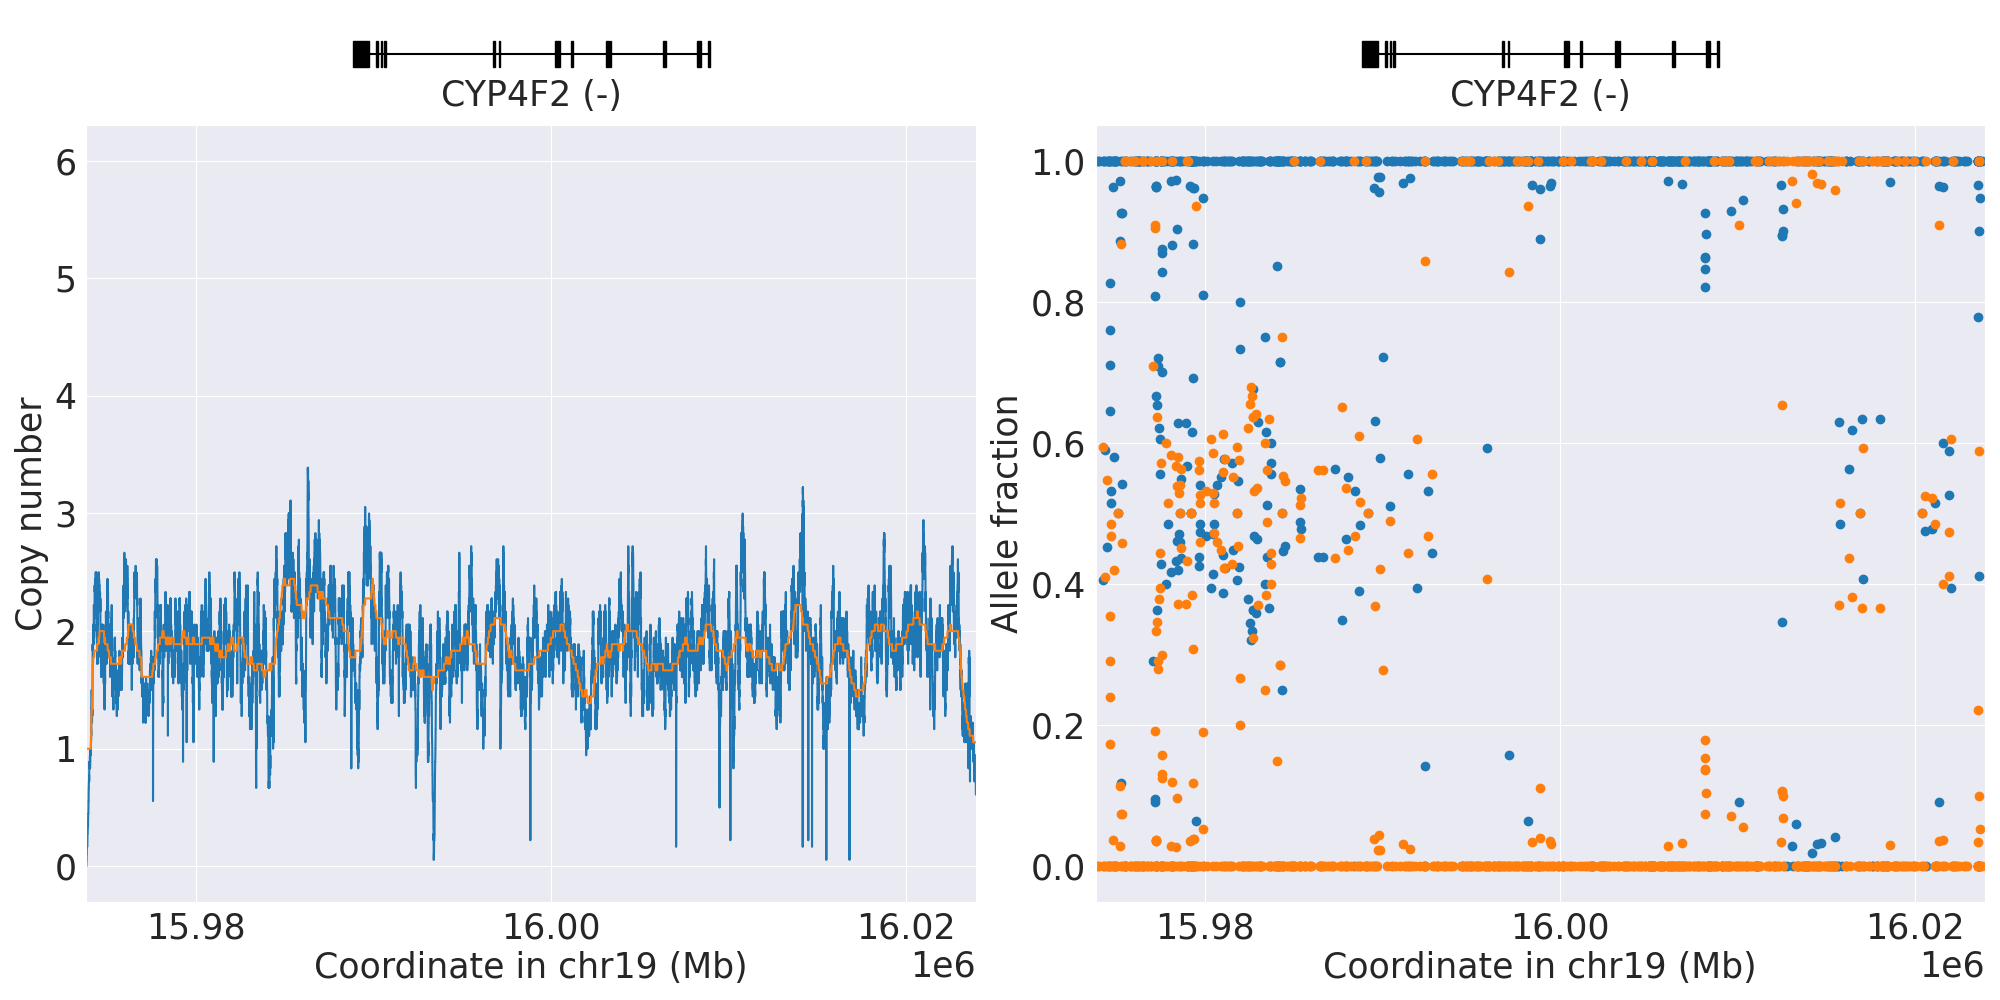 CYP4F2 (-)
6
5
4
3
2
1
0
Copy number
15.98
16.00
16.02
Coordinate in chr19 (Mb)
1e6
CYP4F2 (-)
1.0
0.8
0.6
0.4
0.2
0.0
Allele fraction
15.98
16.00
16.02
Coordinate in chr19 (Mb)
1e6